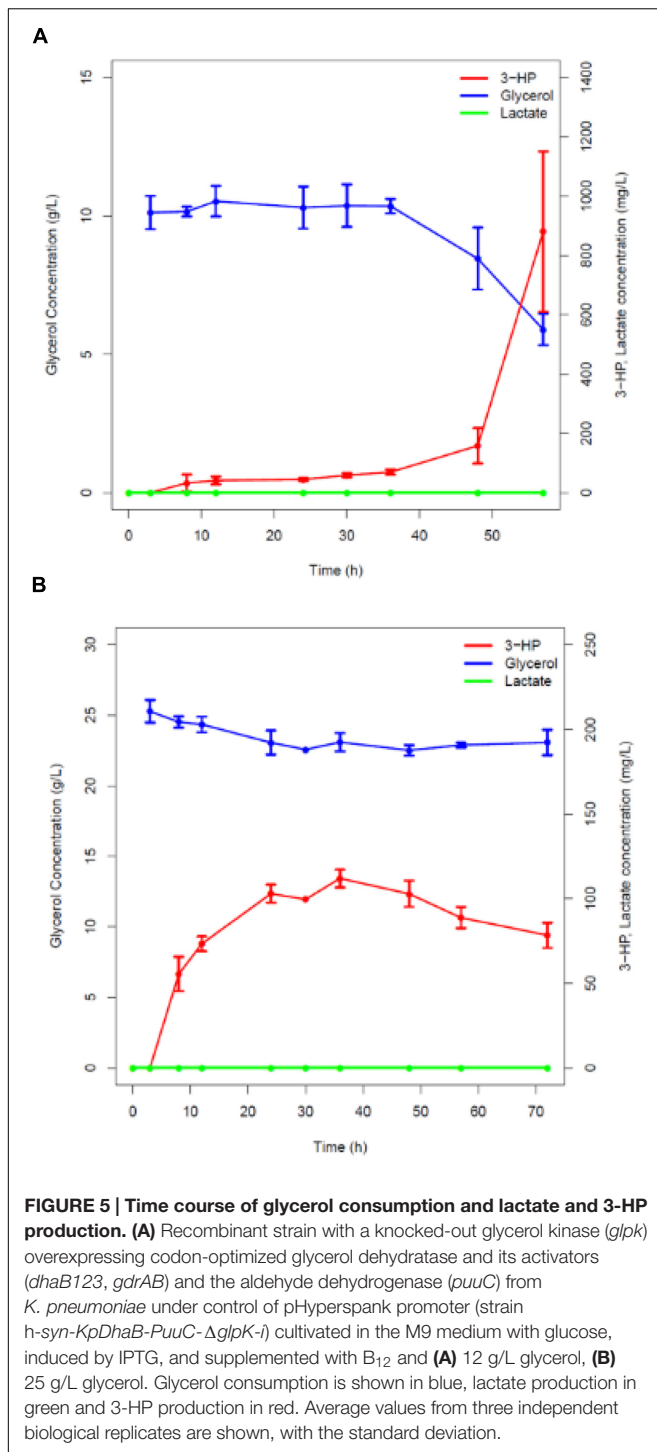 A
15
10
5
0
Glycerol Concentration (g/L)
3−HP
Glycerol
Lactate
1400
1200
1000
800
600
400
200
0
3-HP, Lactate concentration (mg/L)
0 10 20 30 40 50
Time (h)
B
30
25
20
15
10
5
0
Glycerol Concentration (g/L)
3−HP
Glycerol
Lactate
250
200
150
100
50
0
3-HP, Lactate concentration (mg/L)
0 10 20 30 40 50 60 70
Time (h)
FIGURE 5 | Time course of glycerol consumption and lactate and 3-HP
production. (A) Recombinant strain with a knocked-out glycerol kinase (glpk)
overexpressing codon-optimized glycerol dehydratase and its activators
(dhaB123, gdrAB) and the aldehyde dehydrogenase (puuC) from
K. pneumoniae under control of pHyperspank promoter (strain
h-syn-KpDhaB-PuuC-ΔglpK-i) cultivated in the M9 medium with glucose,
induced by IPTG, and supplemented with B12 and (A) 12 g/L glycerol, (B)
25 g/L glycerol. Glycerol consumption is shown in blue, lactate production in
green and 3-HP production in red. Average values from three independent
biological replicates are shown, with the standard deviation.